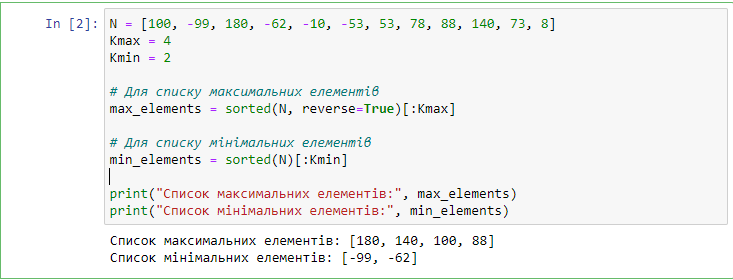 In [2]: N = [100, -99, 180, -62, -10, -53, 53, 78, 88, 140, 73, 8]
Kmax = 4
Kmin = 2
# Для списку максимальних елементів
max_elements = sorted(N, reverse=True)[:Kmax]
# Для списку мінімальних елементів
min_elements = sorted(N)[:Kmin]
print("Список максимальних елементів:", max_elements)
print("Список мінімальних елементів:", min_elements)
Список максимальних елементів: [180, 140, 100, 88]
Список мінімальних елементів: [-99, -62]